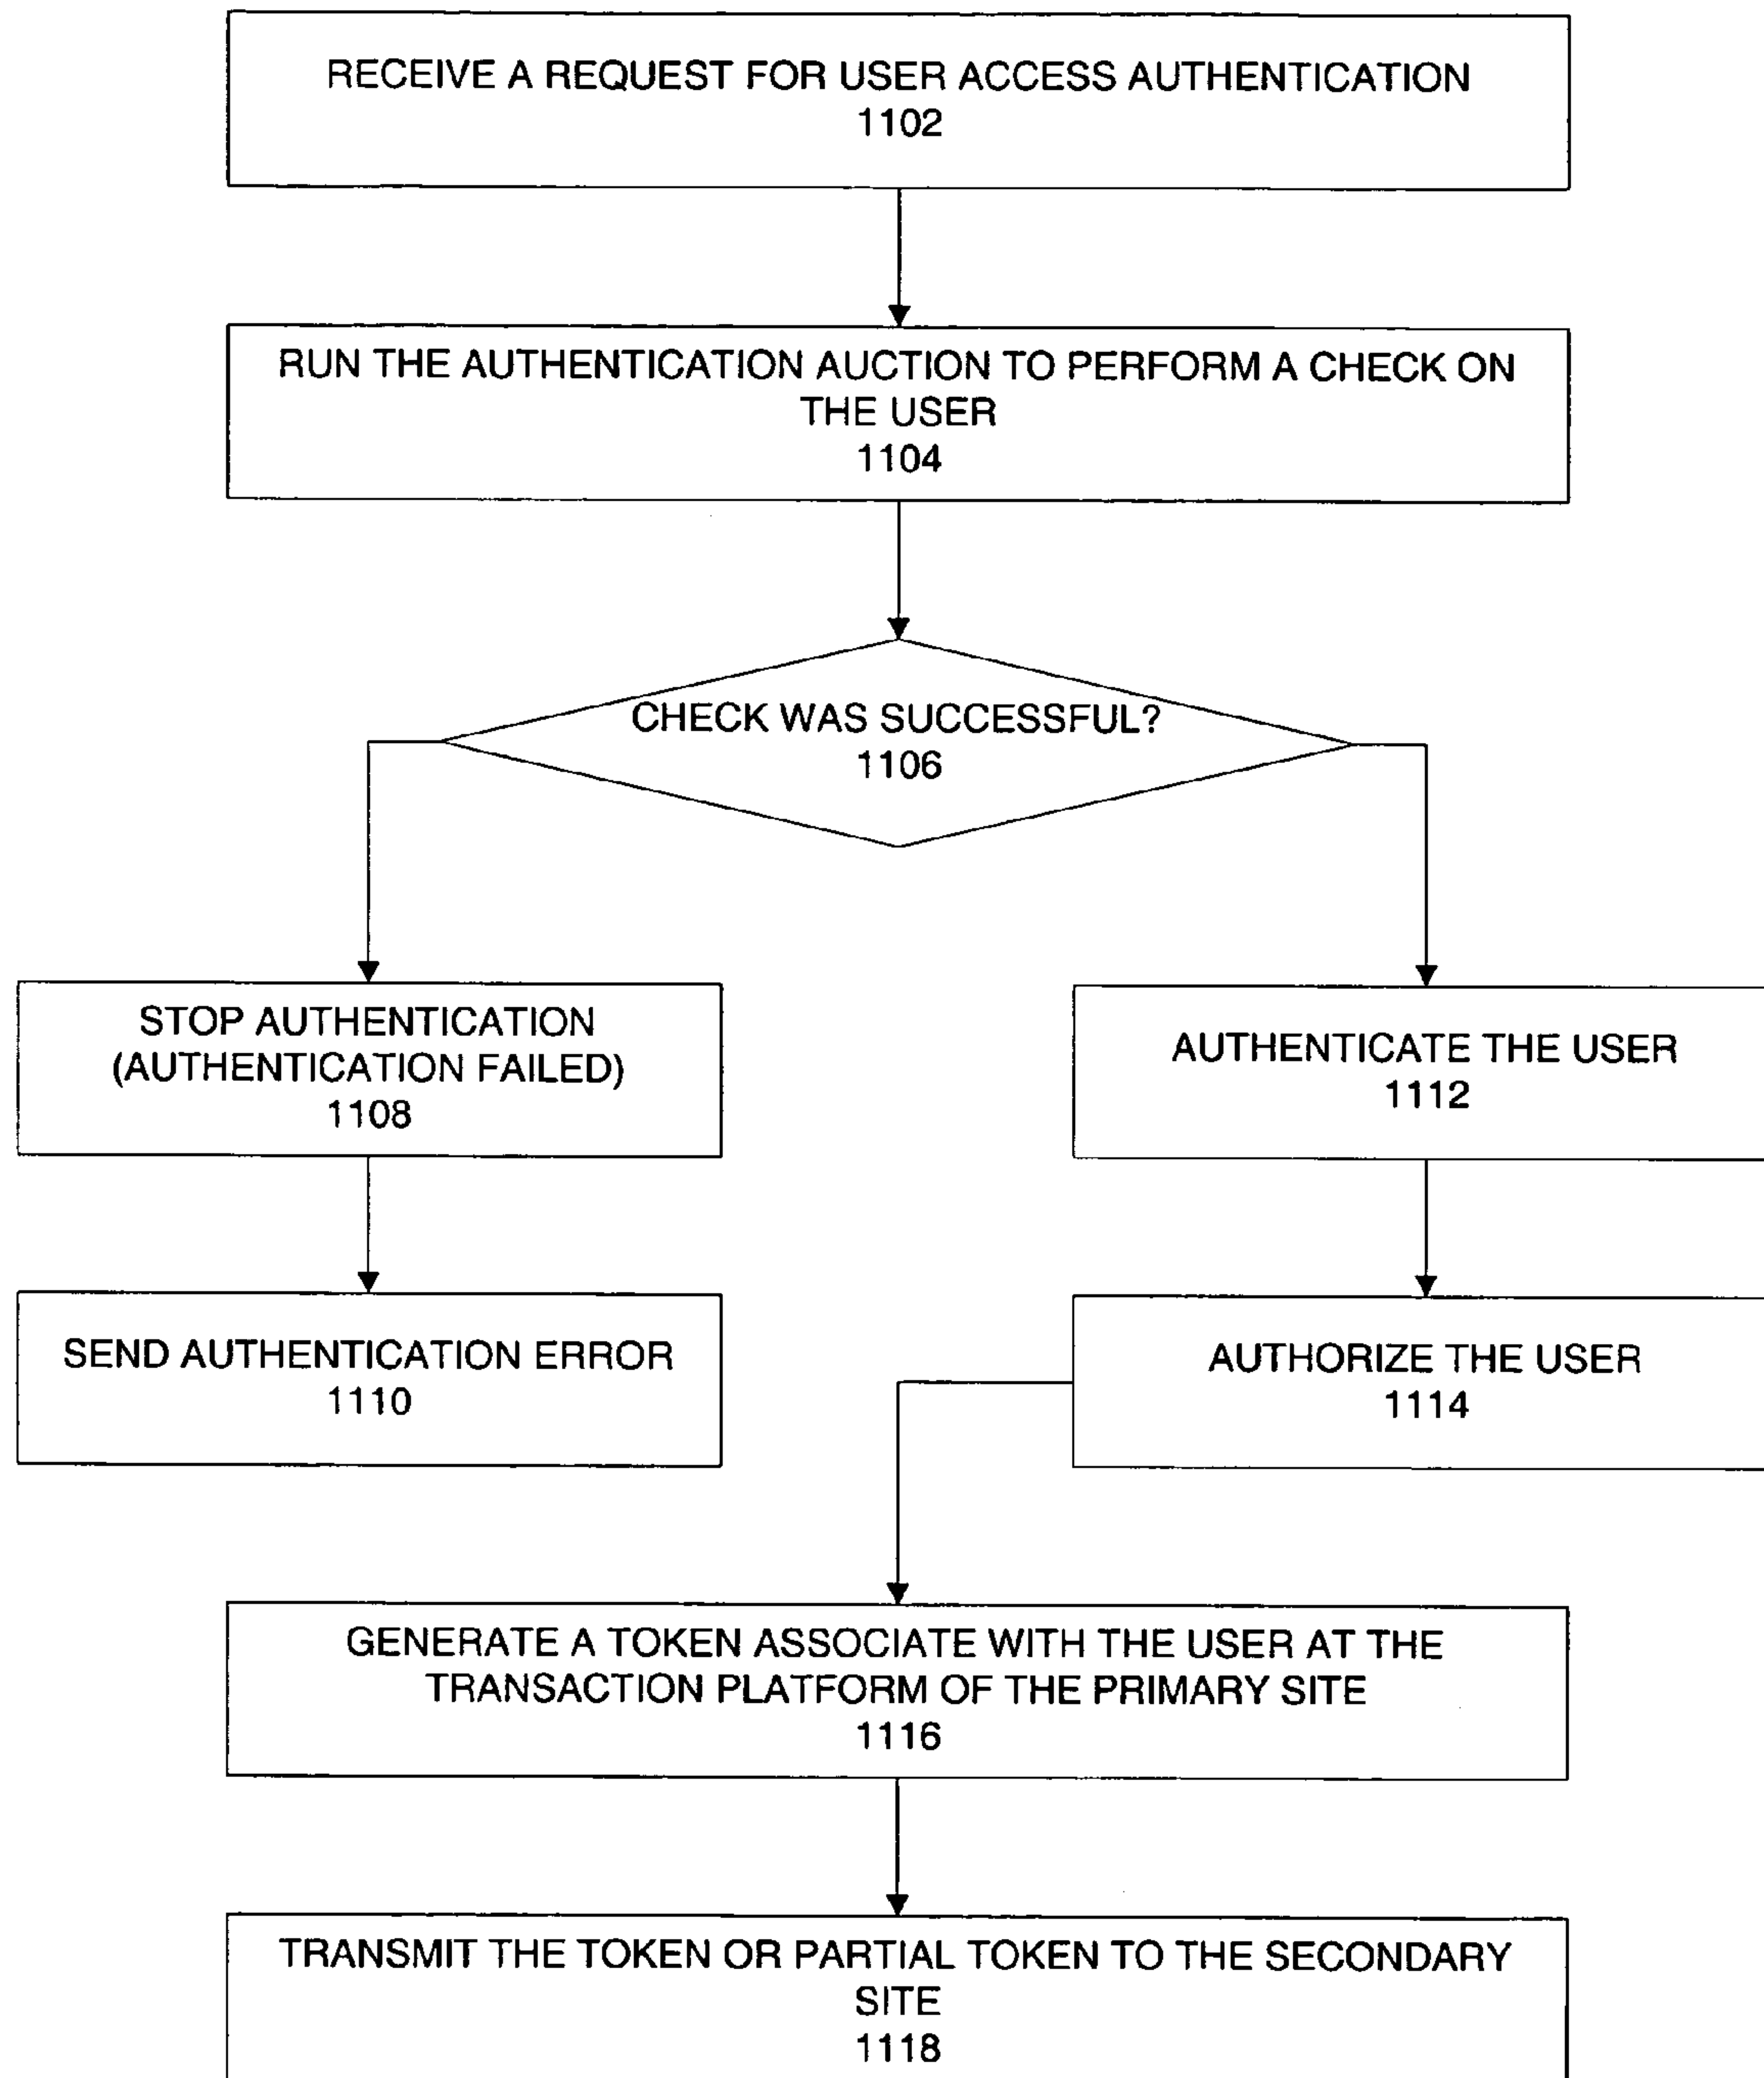 RECEIVE A REQUEST FOR USER ACCESS AUTHENTICATION
1102
RUN THE AUTHENTICATION AUCTION TO PERFORM A CHECK ON
THE USER
1104
CHECK WAS SUCCESSFUL?
1106
STOP AUTHENTICATION
(AUTHENTICATION FAILED)
1108
SEND AUTHENTICATION ERROR
1110
AUTHENTICATE THE USER
1112
AUTHORIZE THE USER
1114
GENERATE A TOKEN ASSOCIATE WITH THE USER AT THE
TRANSACTION PLATFORM OF THE PRIMARY SITE
1116
TRANSMIT THE TOKEN OR PARTIAL TOKEN TO THE SECONDARY
SITE
1118